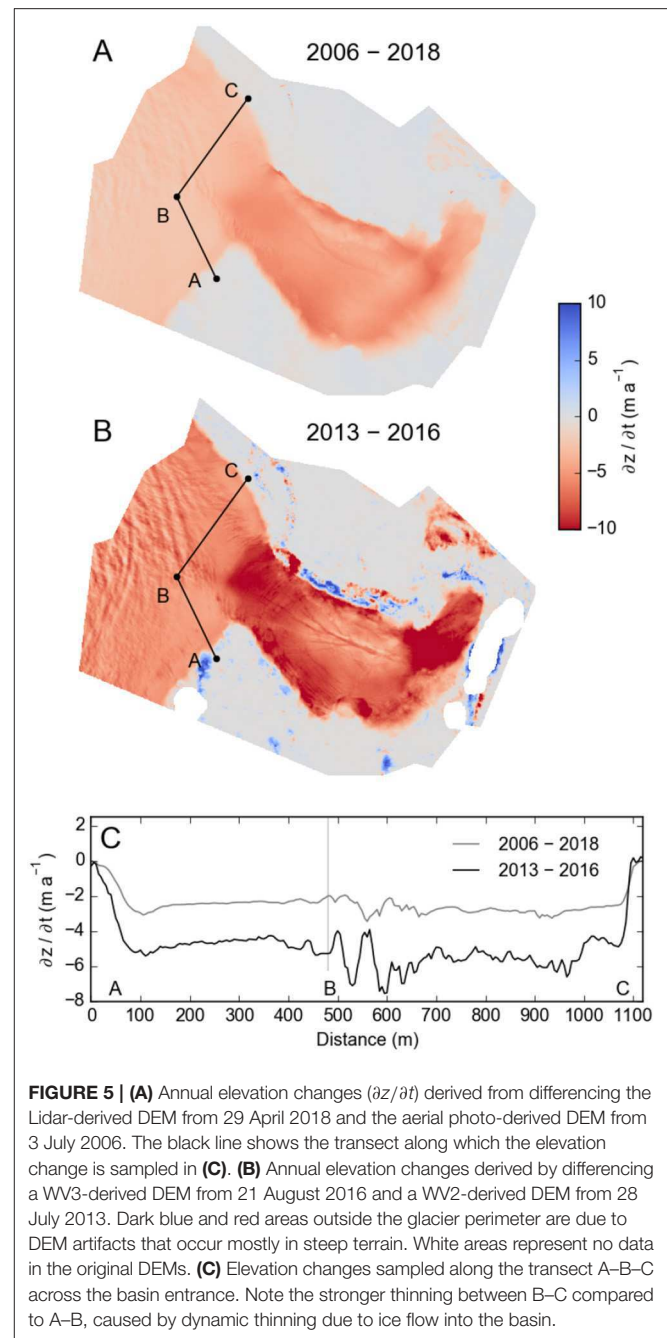 A
2006 – 2018
C
B
A
10
5
0
−5
−10
∂z / ∂t (m a⁻¹)
B
2013 – 2016
C
B
A
C
2006 − 2018
2013 − 2016
2
0
−2
−4
−6
−8
∂z / ∂t (m a⁻¹)
A
B
C
0 100 200 300 400 500 600 700 800 900 1000 1100
Distance (m)
FIGURE 5 | (A) Annual elevation changes (∂z/∂t) derived from differencing the
Lidar-derived DEM from 29 April 2018 and the aerial photo-derived DEM from
3 July 2006. The black line shows the transect along which the elevation
change is sampled in (C). (B) Annual elevation changes derived by differencing
a WV3-derived DEM from 21 August 2016 and a WV2-derived DEM from 28
July 2013. Dark blue and red areas outside the glacier perimeter are due to
DEM artifacts that occur mostly in steep terrain. White areas represent no data
in the original DEMs. (C) Elevation changes sampled along the transect A–B–C
across the basin entrance. Note the stronger thinning between B–C compared
to A–B, caused by dynamic thinning due to ice flow into the basin.